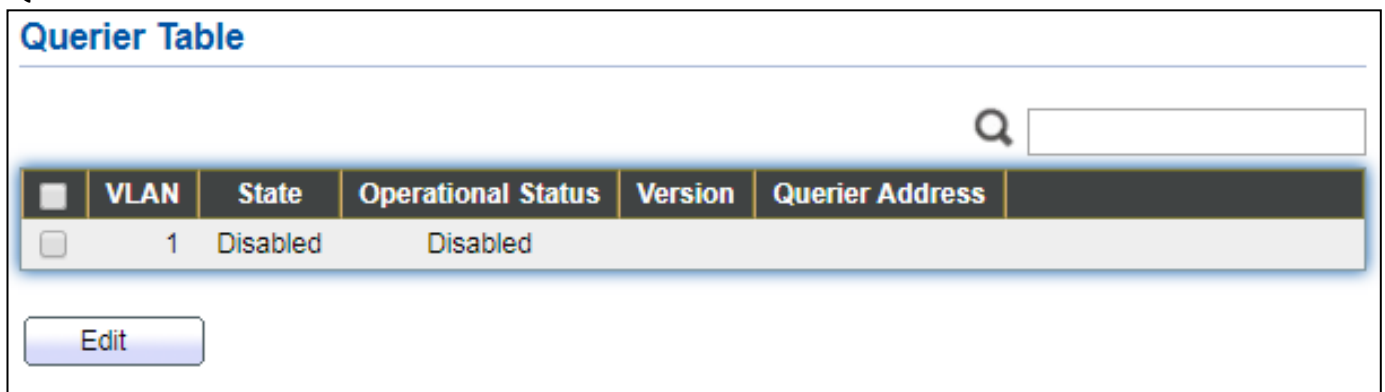 Querier Table
VLAN State Operational Status Version Querier Address
1 Disabled Disabled
Edit